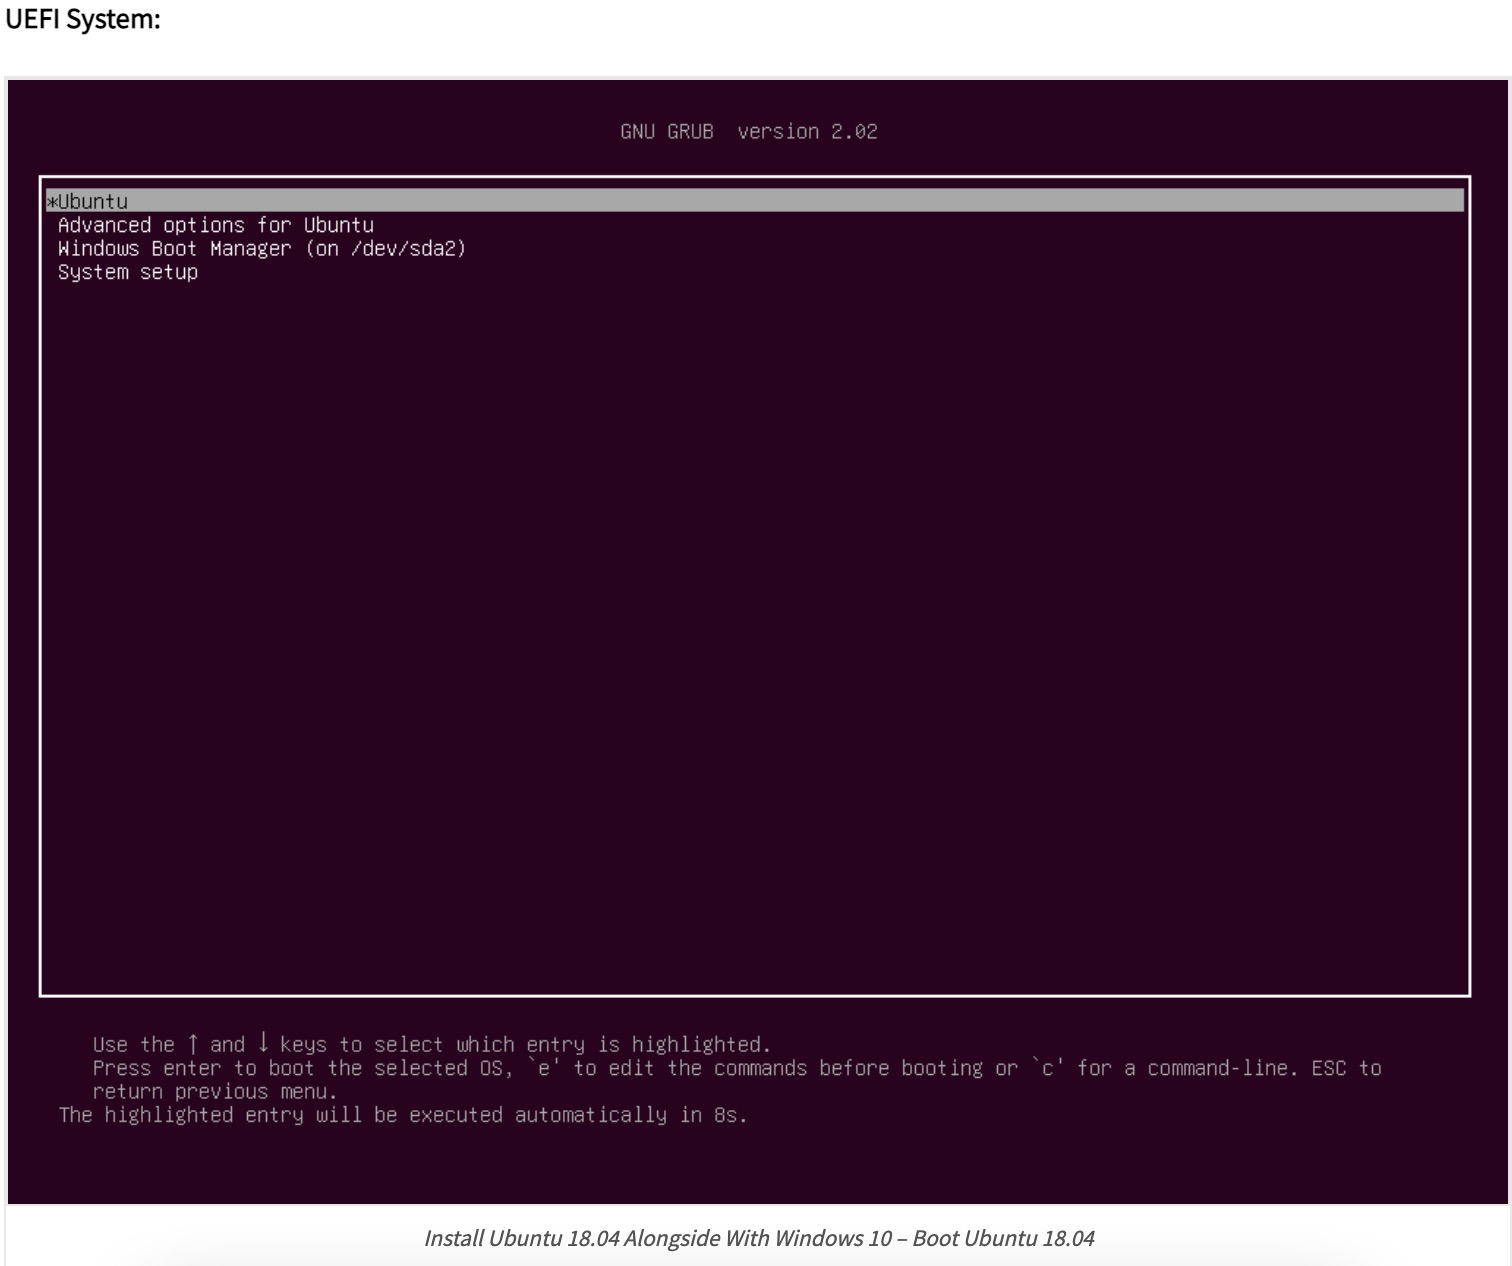 UEFI System:
GNU GRUB  version 2.02
*Ubuntu
Advanced options for Ubuntu
Windows Boot Manager (on /dev/sda2)
System setup
Use the ↑ and ↓ keys to select which entry is highlighted.
Press enter to boot the selected OS, `e' to edit the commands before booting or `c' for a command-line. ESC to
return previous menu.
The highlighted entry will be executed automatically in 8s.
Install Ubuntu 18.04 Alongside With Windows 10 – Boot Ubuntu 18.04